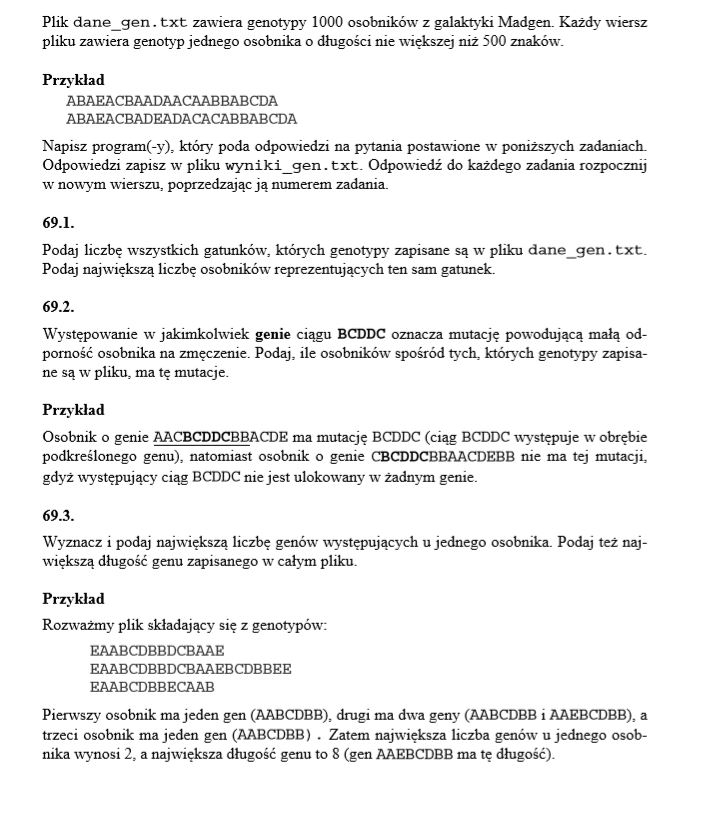 Plik dane_gen.txt zawiera genotypy 1000 osobników z galaktyki Madgen. Każdy wiersz
pliku zawiera genotyp jednego osobnika o długości nie większej niż 500 znaków.
Przykład
ABAEACBAADAACAABBABCDA
ABAEACBADEADACACABBABCDA
Napisz program(-y), który poda odpowiedzi na pytania postawione w poniższych zadaniach.
Odpowiedzi zapisz w pliku wyniki_gen.txt. Odpowiedź do każdego zadania rozpocznij
w nowym wierszu, poprzedzając ją numerem zadania.
69.1.
Podaj liczbę wszystkich gatunków, których genotypy zapisane są w pliku dane_gen.txt.
Podaj największą liczbę osobników reprezentujących ten sam gatunek.
69.2.
Występowanie w jakimkolwiek genie ciągu BCDDC oznacza mutację powodującą małą od-
porność osobnika na zmęczenie. Podaj, ile osobników spośród tych, których genotypy zapisa-
ne są w pliku, ma tę mutacje.
Przykład
Osobnik o genie AACBCDDCBBACDE ma mutację BCDDC (ciąg BCDDC występuje w obrębie
podkreślonego genu), natomiast osobnik o genie CBCDDCBBAACDEBB nie ma tej mutacji,
gdyż występujący ciąg BCDDC nie jest ulokowany w żadnym genie.
69.3.
Wyznacz i podaj największą liczbę genów występujących u jednego osobnika. Podaj też naj-
większą długość genu zapisanego w całym pliku.
Przykład
Rozważmy plik składający się z genotypów:
EAABCDBBDCBAAE
EAABCDBBDCBAAEBCDBBEE
EAABCDBBECAAB
Pierwszy osobnik ma jeden gen (AABCDBB), drugi ma dwa geny (AABCDBB i AAEBCDBB), a
trzeci osobnik ma jeden gen (AABCDBB) . Zatem największa liczba genów u jednego osob-
nika wynosi 2, a największa długość genu to 8 (gen AAEBCDBB ma tę długość).